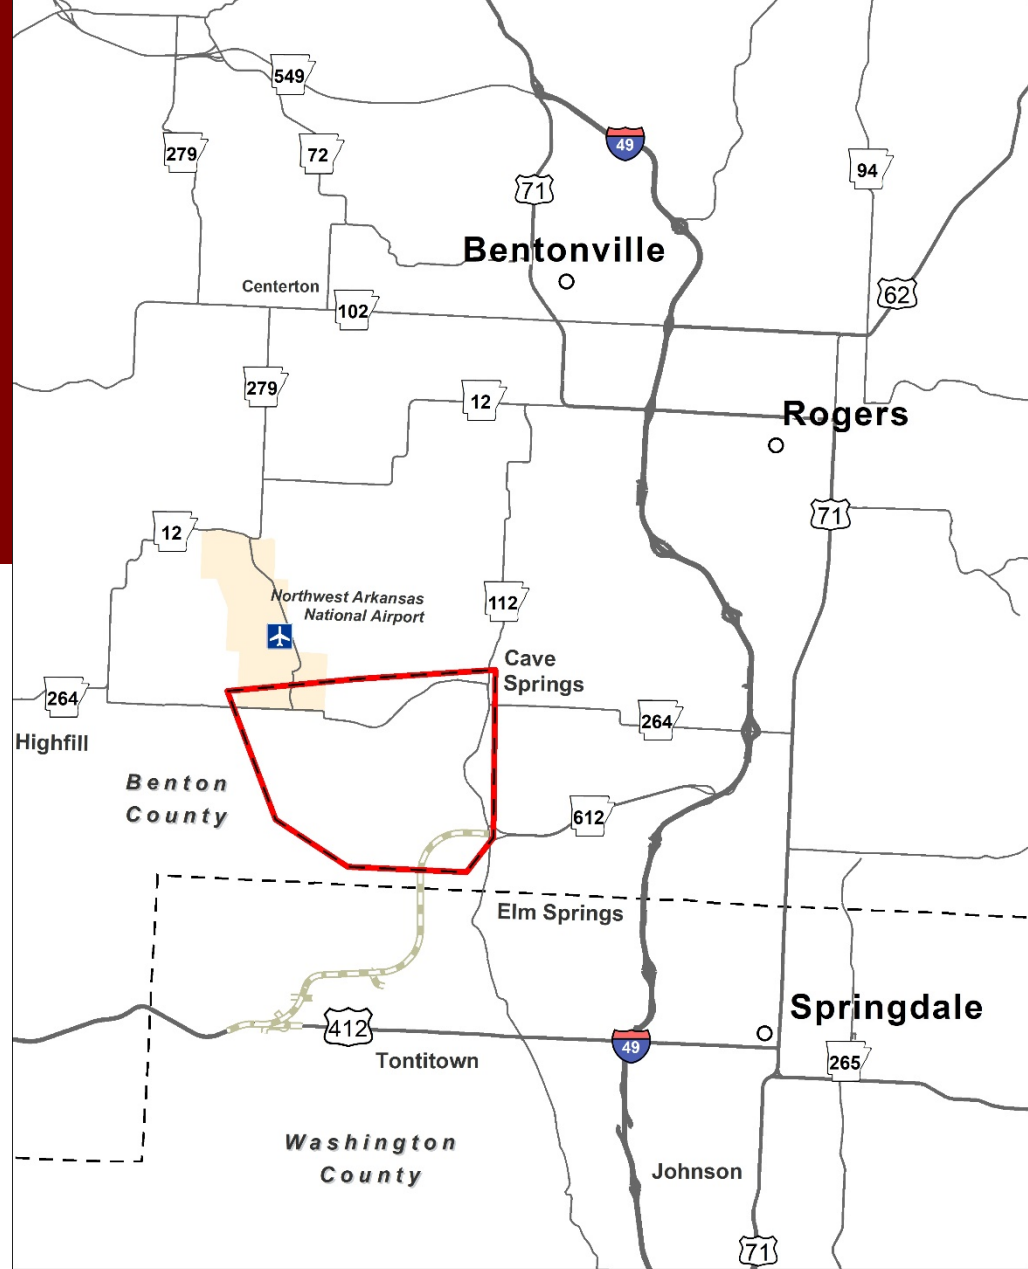 549
279
72
49
94
71
Bentonville
62
Centerton
102
279
12
Rogers
71
12
Northwest Arkansas
National Airport
112
Cave
Springs
264
264
Highfill
Benton
County
612
Elm Springs
Springdale
412
49
Tontitown
265
Washington
County
Johnson
71